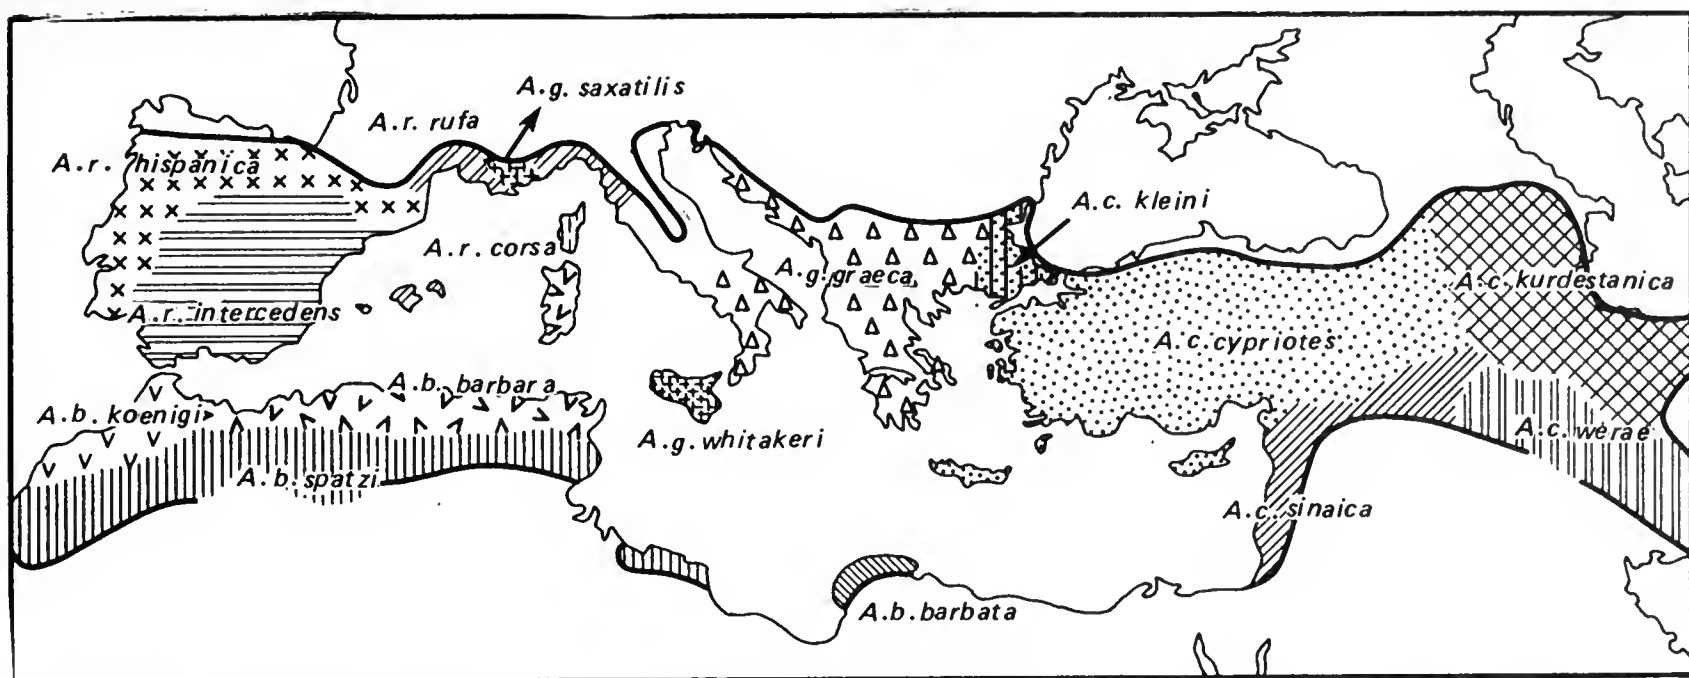 A.g. saxatilis
A.r. rufa
A.r. hispanica
A.c. kleini
A.r. corsa
A.g. graeca
A.c. kurdestanica
A.r. intercedens
A.c. cypriotes
A.b. barbara
A.b. koenigi
A.g. whitakeri
A.c. werae
A.b. spatzi
A.c. sinaica
A.b. barbata